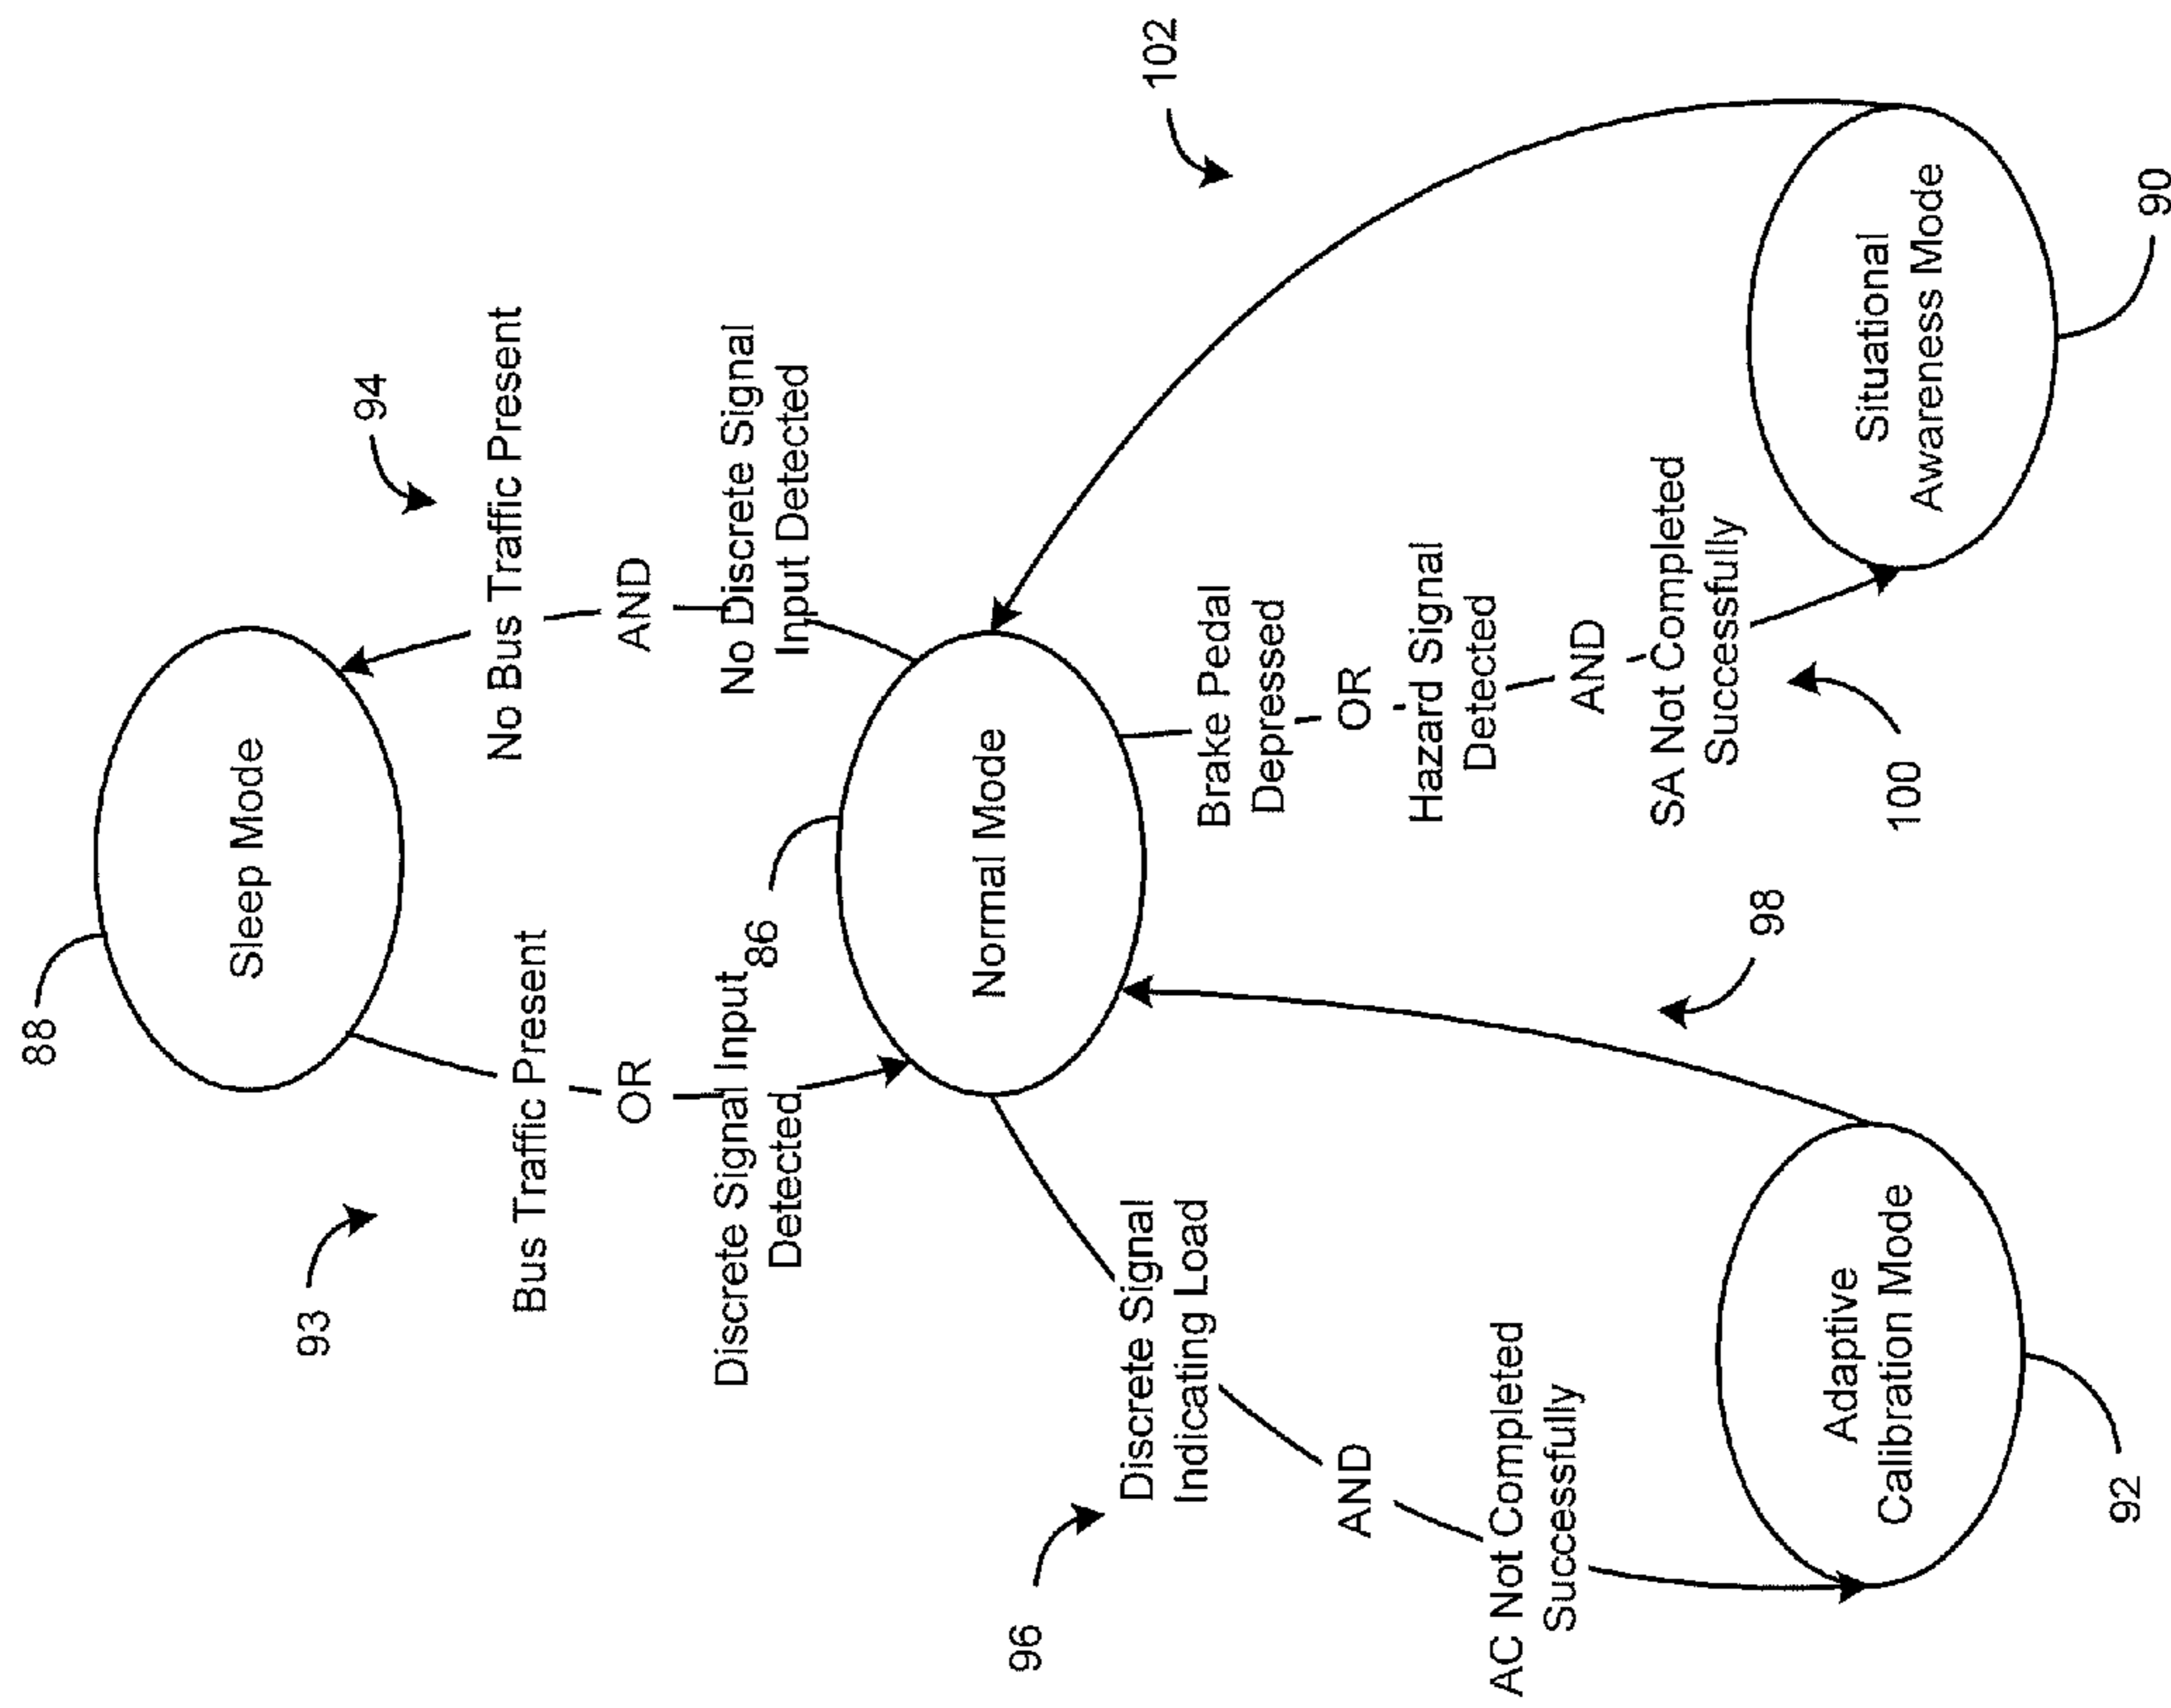 88
Sleep Mode
94
93
Bus Traffic Present
OR
Discrete Signal Input
Detected
No Bus Traffic Present
AND
No Discrete Signal
Input Detected
86
Normal Mode
102
96
Discrete Signal
Indicating Load
AND
AC Not Completed
Successfully
98
Brake Pedal
Depressed
OR
Hazard Signal
Detected
AND
SA Not Completed
Successfully
100
Adaptive
Calibration Mode
92
Situational
Awareness Mode
90